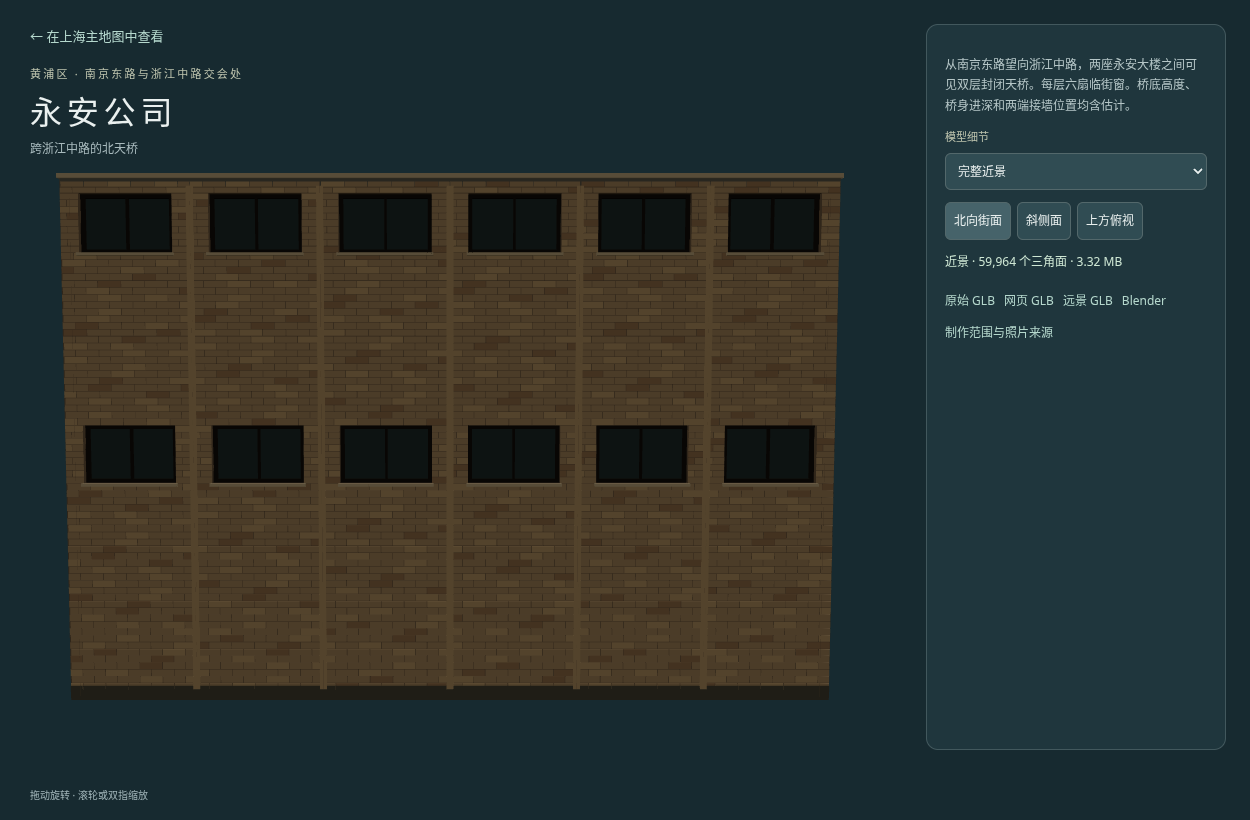 ← 在上海主地图中查看
黄浦区 · 南京东路与浙江中路交会处
永安公司
跨浙江中路的北天桥
从南京东路望向浙江中路，两座永安大楼之间可
见双层封闭天桥。每层六扇临街窗。桥底高度、
桥身进深和两端接墙位置均含估计。
模型细节
完整近景
北向街面 斜侧面 上方俯视
近景 · 59,964 个三角面 · 3.32 MB
原始 GLB 网页 GLB 远景 GLB Blender
制作范围与照片来源
拖动旋转 · 滚轮或双指缩放